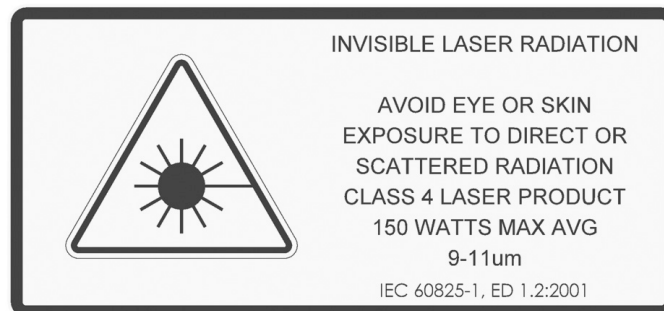 INVISIBLE LASER RADIATION
AVOID EYE OR SKIN
EXPOSURE TO DIRECT OR
SCATTERED RADIATION
CLASS 4 LASER PRODUCT
150 WATTS MAX AVG
9-11um
IEC 60825-1, ED 1.2:2001